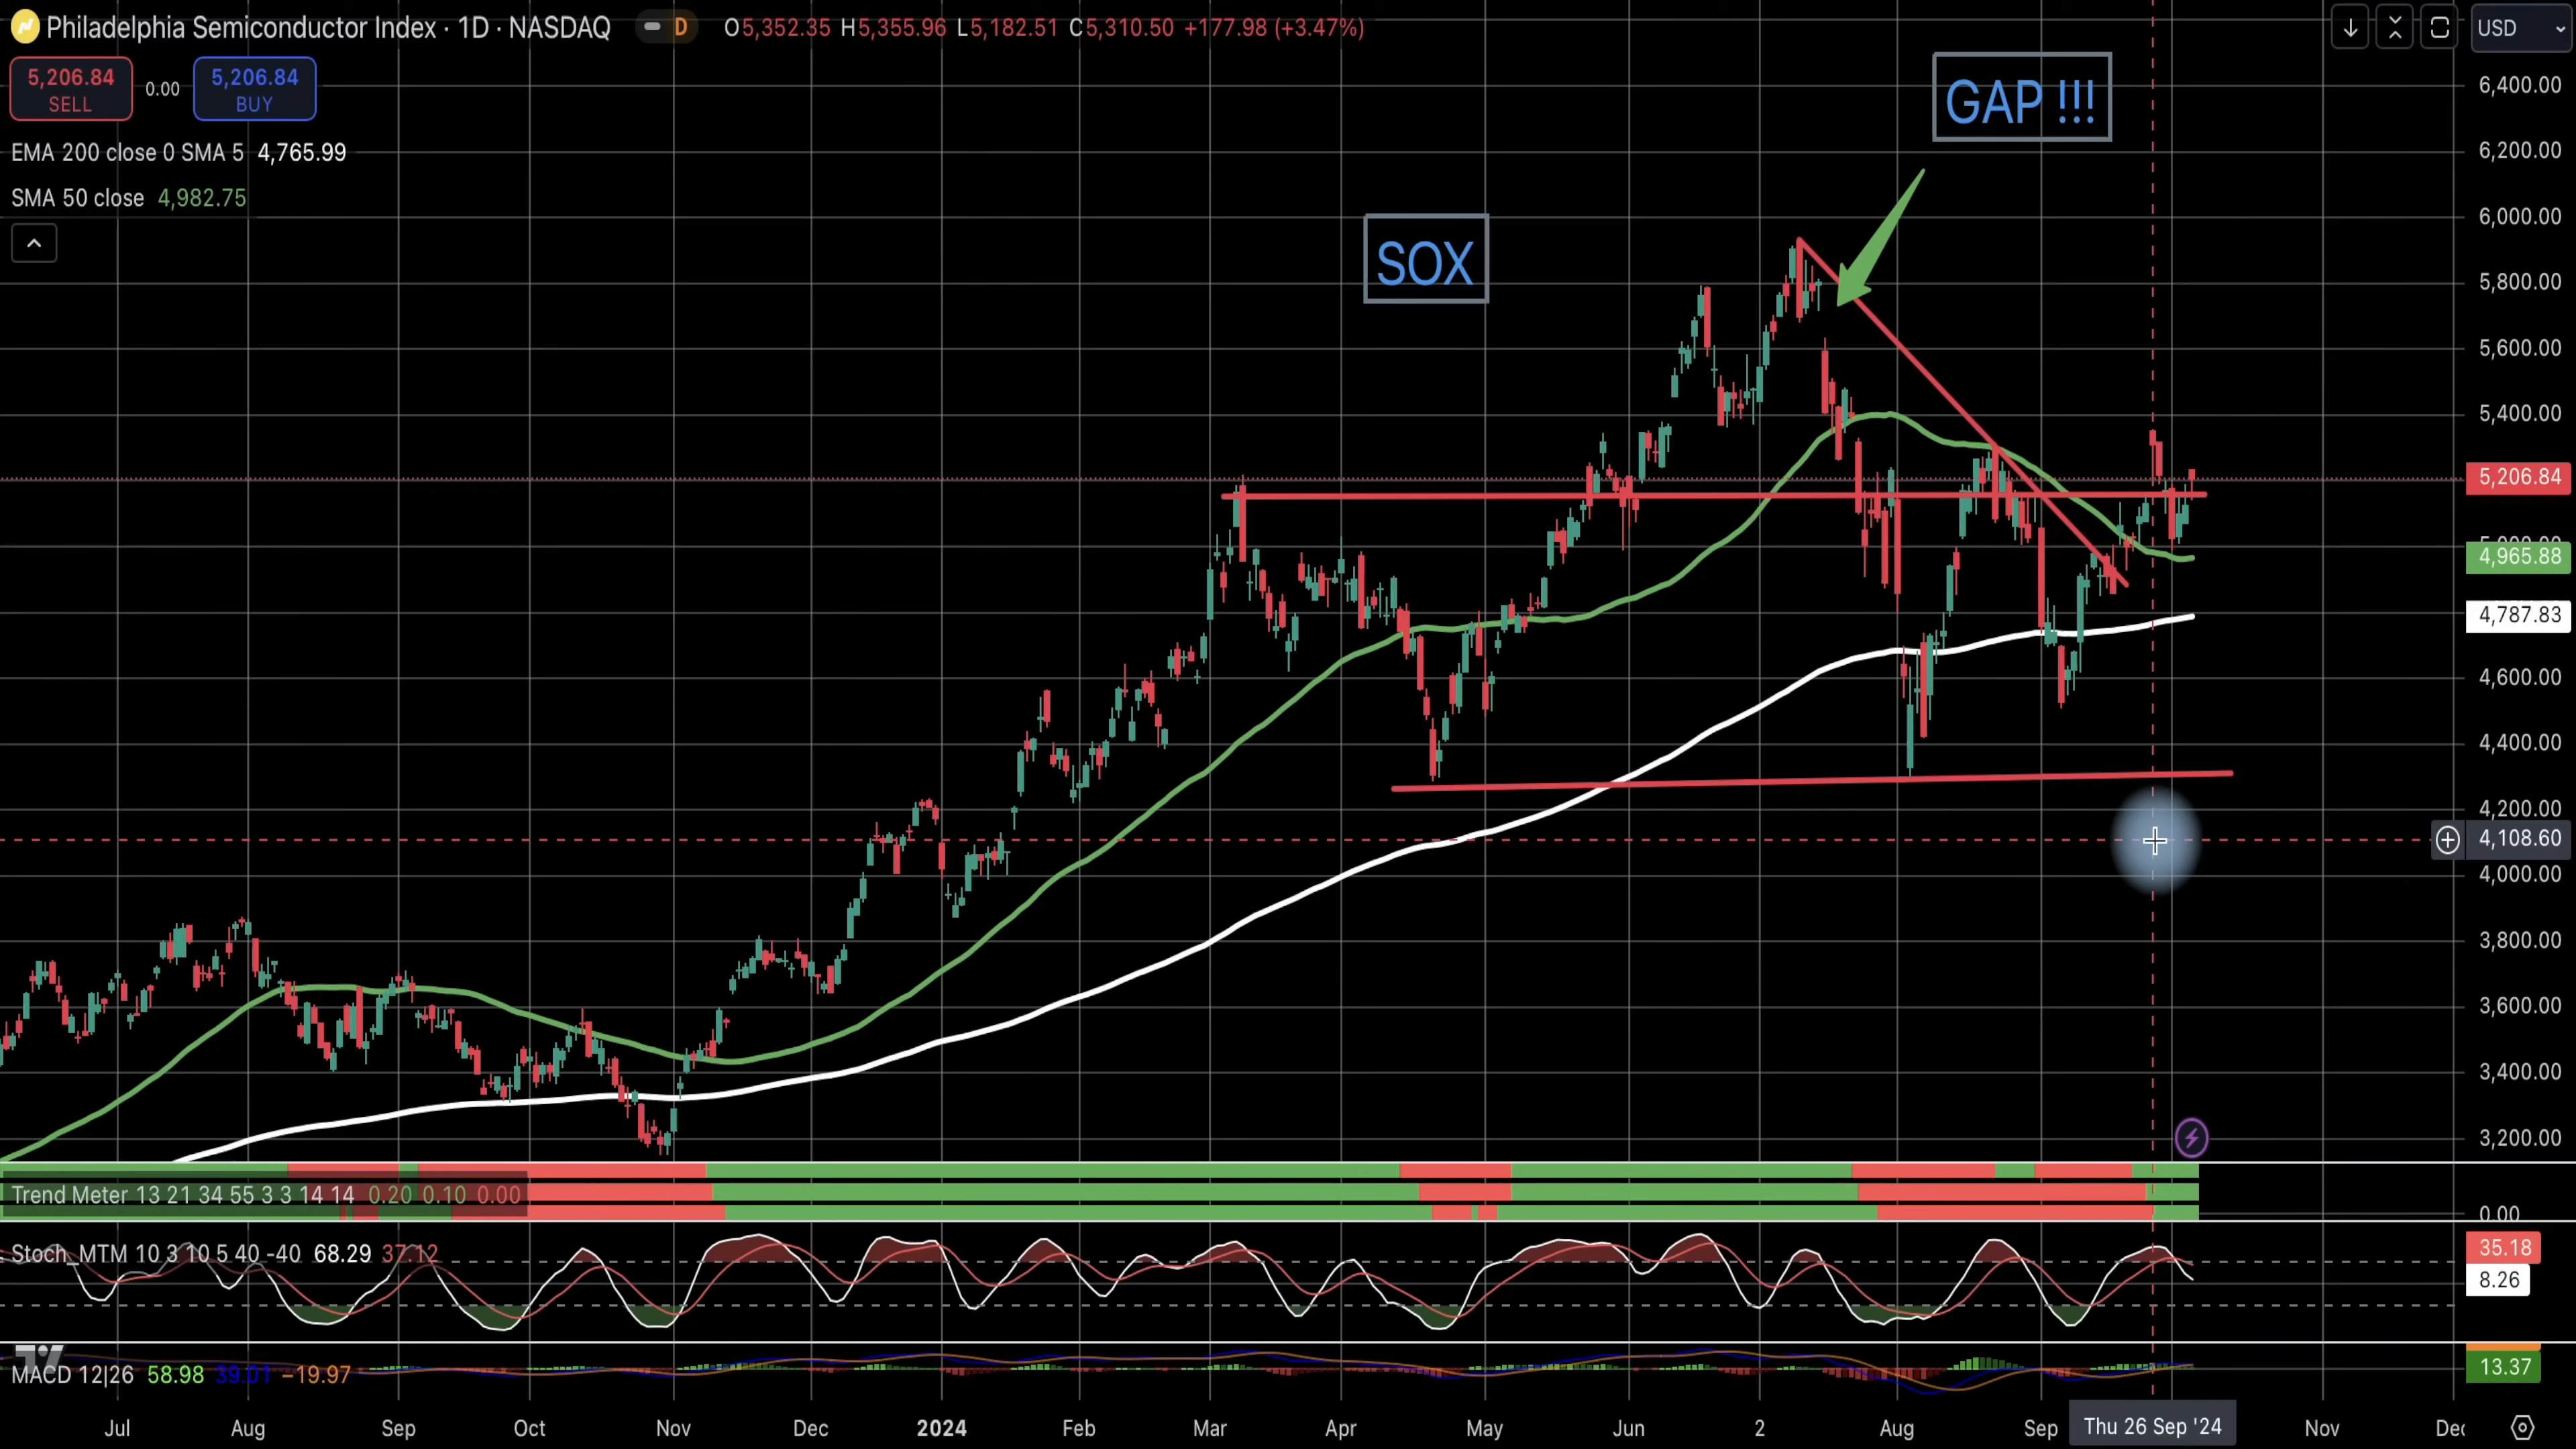 Philadelphia Semiconductor Index · 1D · NASDAQ D O5,352.35 H5,355.96 L5,182.51 C5,310.50 +177.98 (+3.47%) USD
5,206.84 SELL 0.00 5,206.84 BUY
EMA 200 close 0 SMA 5 4,765.99
SMA 50 close 4,982.75
GAP !!!
SOX
6,400.00
6,200.00
6,000.00
5,800.00
5,600.00
5,400.00
5,206.84
5,000.00
4,965.88
4,787.83
4,600.00
4,400.00
4,200.00
4,108.60
4,000.00
3,800.00
3,600.00
3,400.00
3,200.00
Trend Meter 13 21 34 55 3 3 14 14 0.20 0.10 0.00
0.00
Stoch_MTM 10 3 10 5 40 -40 68.29 37.12
35.18
8.26
MACD 12|26 58.98 39.01 −19.97
13.37
Jul Aug Sep Oct Nov Dec 2024 Feb Mar Apr May Jun 2 Aug Sep Thu 26 Sep '24 Nov Dec